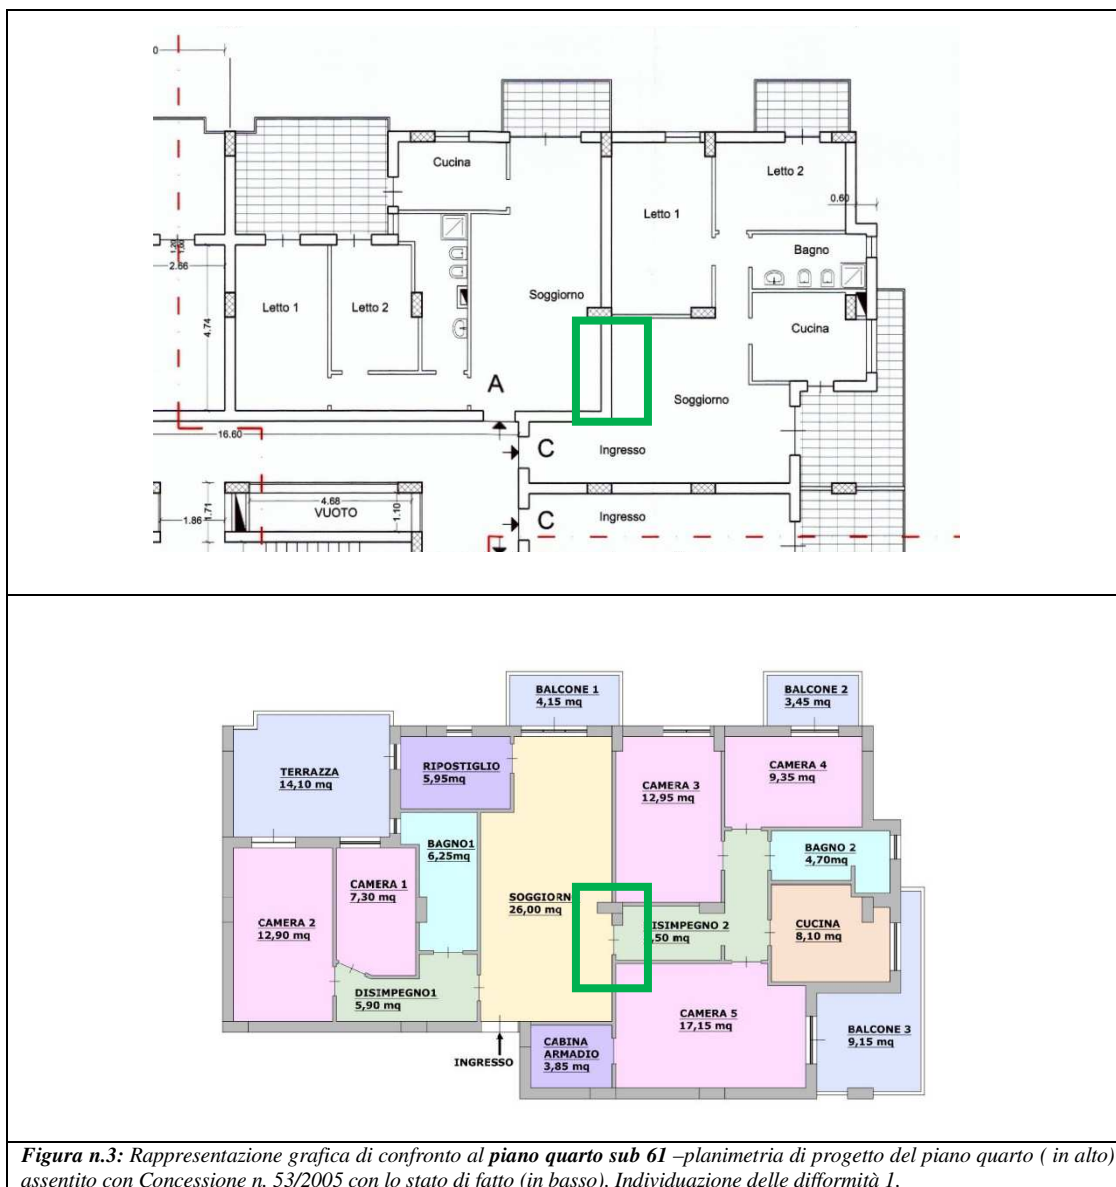 0
Cucina
Letto 2
0.60
Letto 1
Bagno
1.20
1.60
2.66
Letto 1
Letto 2
Soggiorno
Cucina
4.74
A
Soggiorno
16.60
C
Ingresso
4.68
VUOTO
1.86
1.71
1.10
C
Ingresso
BALCONE 1
4,15 mq
BALCONE 2
3,45 mq
TERRAZZA
14,10 mq
RIPOSTIGLIO
5,95mq
CAMERA 3
12,95 mq
CAMERA 4
9,35 mq
BAGNO1
6,25mq
BAGNO 2
4,70mq
CAMERA 1
7,30 mq
SOGGIORN
26,00 mq
CAMERA 2
12,90 mq
ISIMPEGNO 2
,50 mq
CUCINA
8,10 mq
DISIMPEGNO1
5,90 mq
CAMERA 5
17,15 mq
BALCONE 3
9,15 mq
INGRESSO
CABINA
ARMADIO
3,85 mq
Figura n.3: Rappresentazione grafica di confronto al piano quarto sub 61 –planimetria di progetto del piano quarto ( in alto)
assentito con Concessione n. 53/2005 con lo stato di fatto (in basso). Individuazione delle difformità 1.